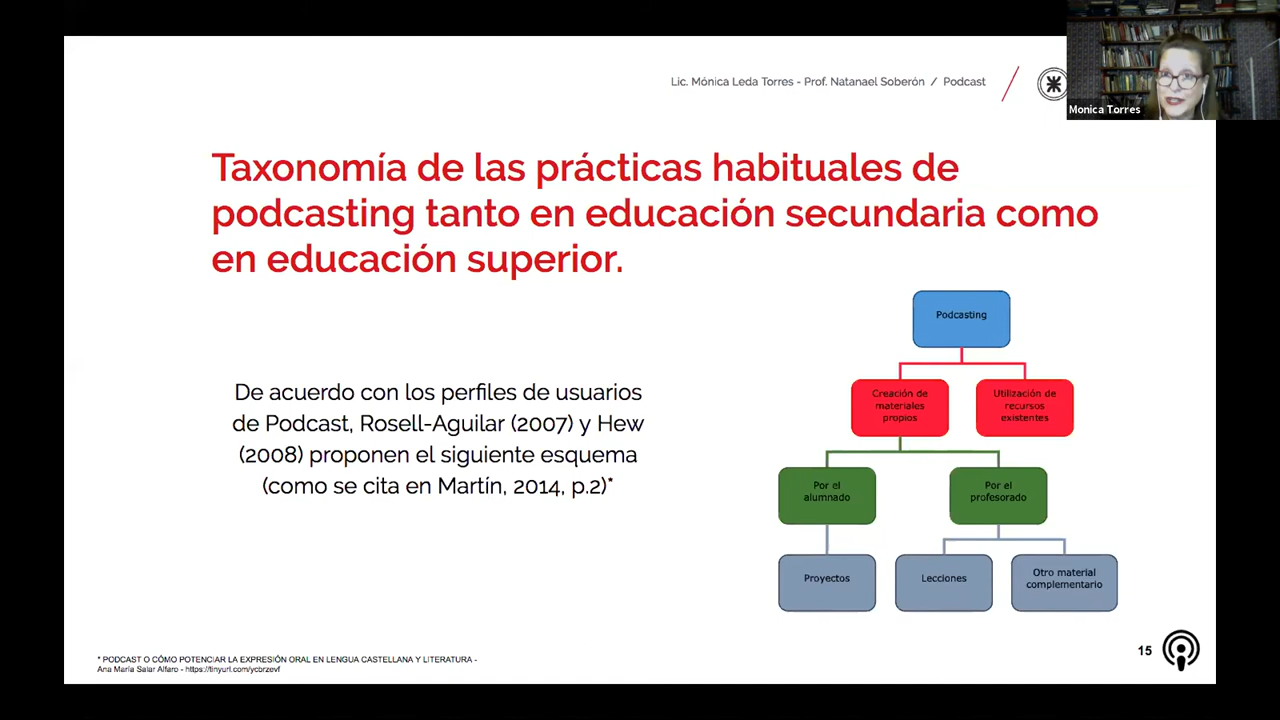 Lic. Mónica Leda Torres - Prof. Natanael Soberón / Podcast
Monica Torres
Taxonomía de las prácticas habituales de
podcasting tanto en educación secundaria como
en educación superior.
De acuerdo con los perfiles de usuarios
de Podcast, Rosell-Aguilar (2007) y Hew
(2008) proponen el siguiente esquema
(como se cita en Martín, 2014, p.2)*
Podcasting
Creación de
materiales
propios
Utilización de
recursos
existentes
Por el
alumnado
Por el
profesorado
Proyectos
Lecciones
Otro material
complementario
* PODCAST O CÓMO POTENCIAR LA EXPRESIÓN ORAL EN LENGUA CASTELLANA Y LITERATURA -
Ana María Salar Alfaro - https://tinyurl.com/ycbrzevf
15